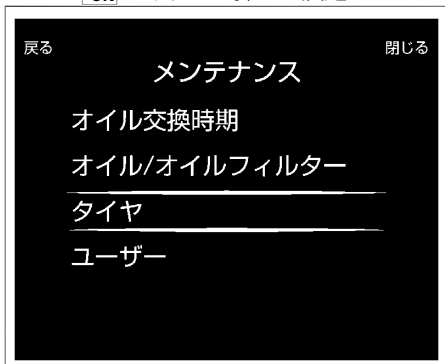 戻る
閉じる
メンテナンス
オイル交換時期
オイル/オイルフィルター
タイヤ
ユーザー